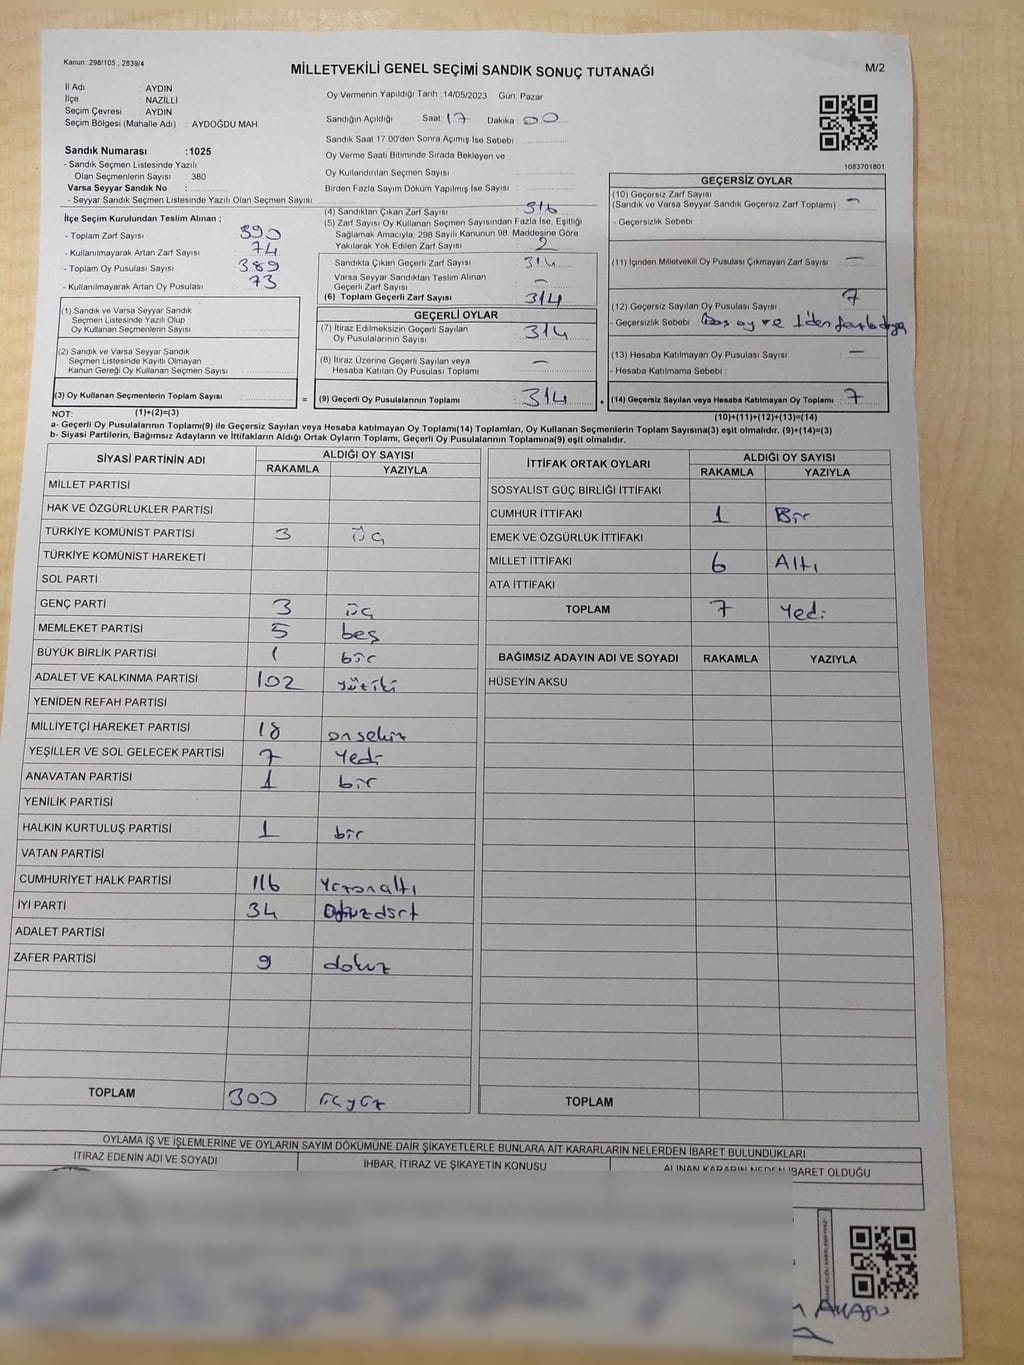 Kanun: 298/105 , 2839/4
MİLLETVEKİLİ GENEL SEÇİMİ SANDIK SONUÇ TUTANAĞI
M/2
İl Adı : AYDIN
İlçe : NAZİLLİ
Seçim Çevresi : AYDIN
Seçim Bölgesi (Mahalle Adı) : AYDOĞDU MAH.
Sandık Numarası :1025
- Sandık Seçmen Listesinde Yazılı
Olan Seçmenlerin Sayısı : 380
Varsa Seyyar Sandık No :
- Seyyar Sandık Seçmen Listesinde Yazılı Olan Seçmen Sayısı
İlçe Seçim Kurulundan Teslim Alınan ;
- Toplam Zarf Sayısı : 390
- Kullanılmayarak Artan Zarf Sayısı : 74
- Toplam Oy Pusulası Sayısı : 389
- Kullanılmayarak Artan Oy Pusulası : 73
Oy Vermenin Yapıldığı Tarih :14/05/2023 Gün: Pazar
Sandığın Açıldığı Saat: 17 Dakika: 00
Sandık Saat 17:00'den Sonra Açımış İse Sebebi :
Oy Verme Saati Bitiminde Sırada Bekleyen ve
Oy Kullandırılan Seçmen Sayısı :
Birden Fazla Sayım Döküm Yapılmış İse Sayısı :
(4) Sandıktan Çıkan Zarf Sayısı : 316
(5) Zarf Sayısı Oy Kullanan Seçmen Sayısından Fazla İse, Eşitliği
Sağlamak Amacıyla, 298 Sayılı Kanunun 98. Maddesine Göre
Yakılarak Yok Edilen Zarf Sayısı : 2
Sandıkta Çıkan Geçerli Zarf Sayısı : 314
Varsa Seyyar Sandıktan Teslim Alınan
Geçerli Zarf Sayısı : -
(6) Toplam Geçerli Zarf Sayısı : 314
1083701801
GEÇERSİZ OYLAR
(10) Geçersiz Zarf Sayısı
(Sandık ve Varsa Seyyar Sandık Geçersiz Zarf Toplamı) : -
- Geçersizlik Sebebi :
(11) İçinden Milletvekili Oy Pusulası Çıkmayan Zarf Sayısı : -
(12) Geçersiz Sayılan Oy Pusulası Sayısı : 7
- Geçersizlik Sebebi : Boş oy ve 1'den fazla
(13) Hesaba Katılmayan Oy Pusulası Sayısı : -
- Hesaba Katılmama Sebebi :
(14) Geçersiz Sayılan veya Hesaba Katılmayan Oy Toplamı : 7
(10)+(11)+(12)+(13)=(14)
(1) Sandık ve Varsa Seyyar Sandık
Seçmen Listesinde Yazılı Olup
Oy Kullanan Seçmenlerin Sayısı :
(2) Sandık ve Varsa Seyyar Sandık
Seçmen Listesinde Kayıtlı Olmayan
Kanun Gereği Oy Kullanan Seçmen Sayısı :
(3) Oy Kullanan Seçmenlerin Toplam Sayısı : =
(1)+(2)=(3)
GEÇERLİ OYLAR
(7) İtiraz Edilmeksizin Geçerli Sayılan
Oy Pusulalarının Sayısı : 314
(8) İtiraz Üzerine Geçerli Sayılan veya
Hesaba Katılan Oy Pusulası Toplamı : -
(9) Geçerli Oy Pusulalarının Toplamı : 314 +
NOT:
a- Geçerli Oy Pusulalarının Toplam(9) ile Geçersiz Sayılan veya Hesaba katılmayan Oy Toplam(14) Toplamları, Oy Kullanan Seçmenlerin Toplam Sayısına(3) eşit olmalıdır. (9)+(14)=(3)
b- Siyasi Partilerin, Bağımsız Adayların ve İttifakların Aldığı Ortak Oyların Toplamı, Geçerli Oy Pusulalarının Toplamına(9) eşit olmalıdır.
SİYASİ PARTİNİN ADI
ALDIĞI OY SAYISI
RAKAMLA YAZIYLA
MİLLET PARTİSİ
HAK VE ÖZGÜRLÜKLER PARTİSİ
TÜRKİYE KOMÜNİST PARTİSİ 3 üç
TÜRKİYE KOMÜNİST HAREKETİ
SOL PARTİ
GENÇ PARTİ 3 üç
MEMLEKET PARTİSİ 5 beş
BÜYÜK BİRLİK PARTİSİ 1 bir
ADALET VE KALKINMA PARTİSİ 102 yüziki
YENİDEN REFAH PARTİSİ
MİLLİYETÇİ HAREKET PARTİSİ 18 onsekiz
YEŞİLLER VE SOL GELECEK PARTİSİ 7 Yedi
ANAVATAN PARTİSİ 1 bir
YENİLİK PARTİSİ
HALKIN KURTULUŞ PARTİSİ 1 bir
VATAN PARTİSİ
CUMHURİYET HALK PARTİSİ 116 Yüzonaltı
İYİ PARTİ 34 Otuzdört
ADALET PARTİSİ
ZAFER PARTİSİ 9 dokuz
TOPLAM 300 üçyüz
İTTİFAK ORTAK OYLARI
ALDIĞI OY SAYISI
RAKAMLA YAZIYLA
SOSYALİST GÜÇ BİRLİĞİ İTTİFAKI
CUMHUR İTTİFAKI 1 Bir
EMEK VE ÖZGÜRLÜK İTTİFAKI
MİLLET İTTİFAKI 6 Altı
ATA İTTİFAKI
TOPLAM 7 Yedi
BAĞIMSIZ ADAYIN ADI VE SOYADI RAKAMLA YAZIYLA
HÜSEYİN AKSU
TOPLAM
OYLAMA İŞ VE İŞLEMLERİNE VE OYLARIN SAYIM DÖKÜMÜNE DAİR ŞİKAYETLERLE BUNLARA AİT KARARLARIN NELERDEN İBARET BULUNDUKLARI
İTİRAZ EDENİN ADI VE SOYADI
İHBAR, İTİRAZ VE ŞİKAYETİN KONUSU
ALINAN KARARIN NEDEN İBARET OLDUĞU